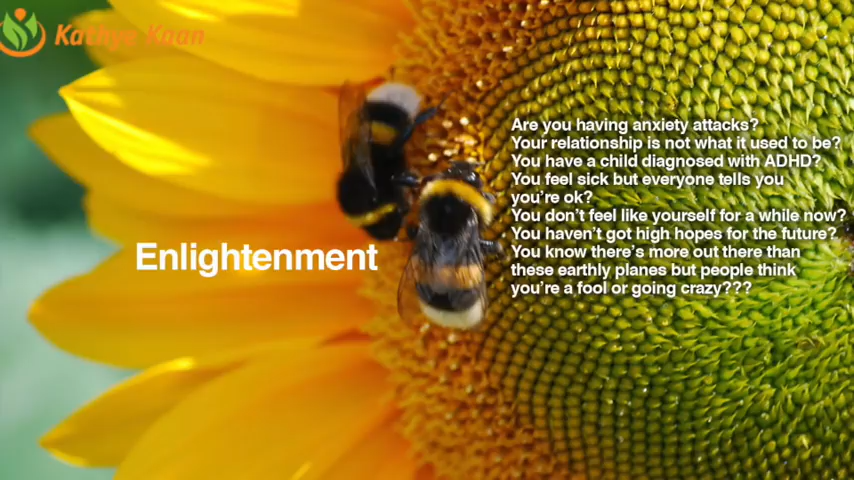 Kathye Kaan
Are you having anxiety attacks?
Your relationship is not what it used to be?
You have a child diagnosed with ADHD?
You feel sick but everyone tells you
you're ok?
You don't feel like yourself for a while now?
You haven't got high hopes for the future?
You know there's more out there than
these earthly planes but people think
you're a fool or going crazy???
Enlightenment